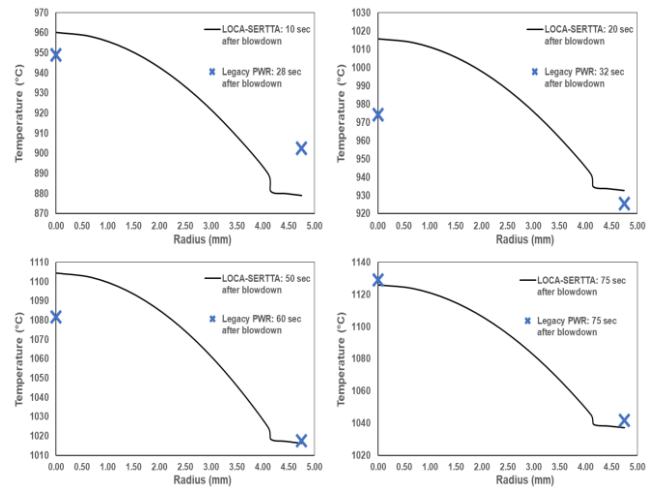 970
960
950
940
930
920
910
900
890
880
870
Temperature (°C)
LOCA-SERTTA: 10 sec
after blowdown
Legacy PWR: 28 sec
after blowdown
0.00 0.50 1.00 1.50 2.00 2.50 3.00 3.50 4.00 4.50 5.00
Radius (mm)
1030
1020
1010
1000
990
980
970
960
950
940
930
920
Temperature (°C)
LOCA-SERTTA: 20 sec
after blowdown
Legacy PWR: 32 sec
after blowdown
0.00 0.50 1.00 1.50 2.00 2.50 3.00 3.50 4.00 4.50 5.00
Radius (mm)
1110
1100
1090
1080
1070
1060
1050
1040
1030
1020
1010
Temperature (°C)
LOCA-SERTTA: 50 sec
after blowdown
Legacy PWR: 60 sec
after blowdown
0.00 0.50 1.00 1.50 2.00 2.50 3.00 3.50 4.00 4.50 5.00
Radius (mm)
1140
1120
1100
1080
1060
1040
1020
Temperature (°C)
LOCA-SERTTA: 75 sec
after blowdown
Legacy PWR: 75 sec
after blowdown
0.00 0.50 1.00 1.50 2.00 2.50 3.00 3.50 4.00 4.50 5.00
Radius (mm)